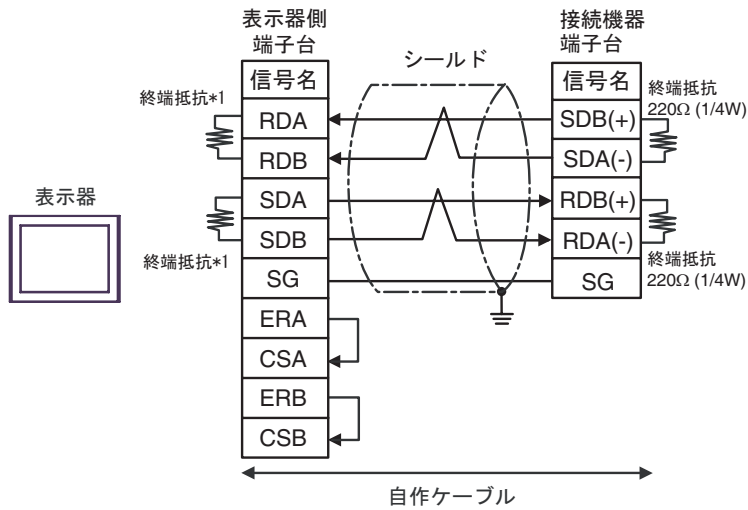 表示器側
端子台
接続機器
端子台
シールド
信号名
信号名
終端抵抗*1
終端抵抗
220Ω (1/4W)
RDA
SDB(+)
RDB
SDA(-)
表示器
SDA
RDB(+)
SDB
RDA(-)
終端抵抗*1
終端抵抗
220Ω (1/4W)
SG
SG
ERA
CSA
ERB
CSB
自作ケーブル